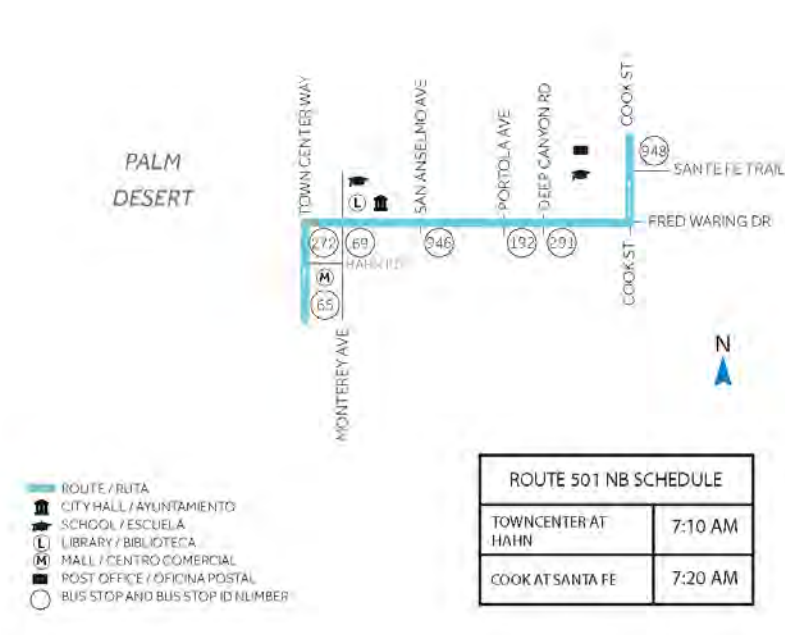 PALM
DESERT
TOWN CENTER WAY
SAN ANSELMO AVE
PORTOLA AVE
DEEP CANYON RD
COOK ST
948
SANTE FE TRAIL
L
FRED WARING DR
272
69
946
192
291
HAHN RD
M
65
COOK ST
MONTEREY AVE
N
ROUTE / RUTA
CITY HALL / AYUNTAMIENTO
SCHOOL / ESCUELA
L LIBRARY / BIBLIOTECA
M MALL / CENTRO COMERCIAL
POST OFFICE / OFICINA POSTAL
BUS STOP AND BUS STOP ID NUMBER
ROUTE 501 NB SCHEDULE
TOWNCENTER AT
HAHN
7:10 AM
COOK AT SANTA FE
7:20 AM